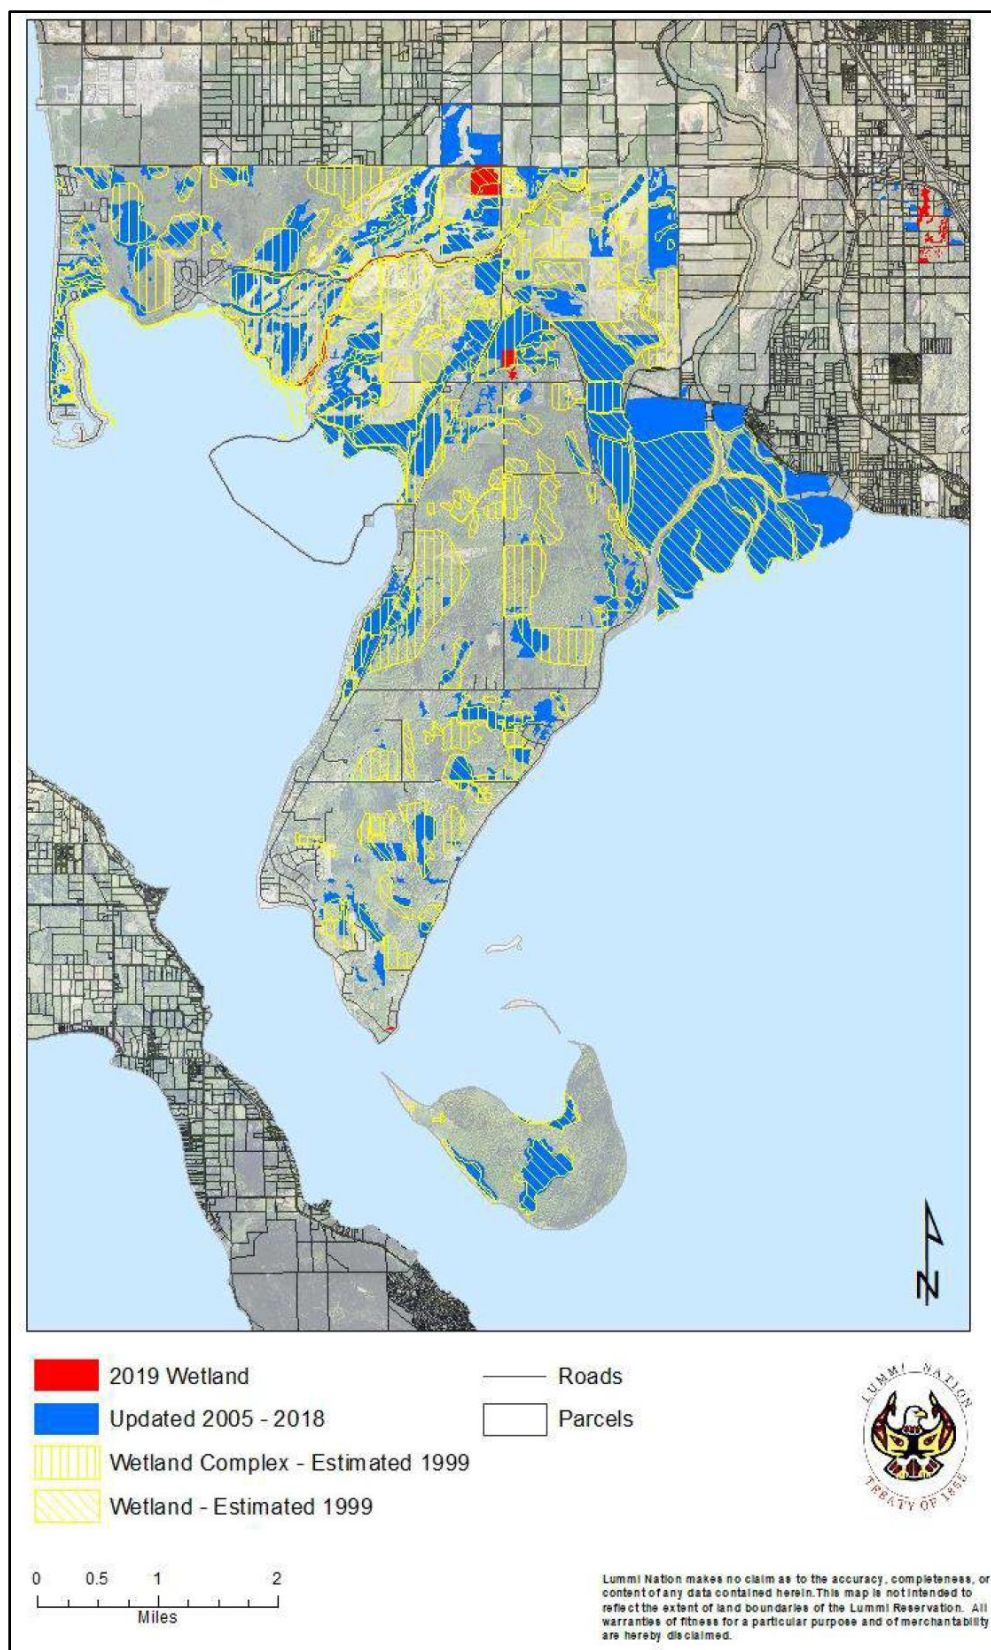 N
2019 Wetland
Updated 2005 - 2018
Wetland Complex - Estimated 1999
Wetland - Estimated 1999
Roads
Parcels
LUMMI NATION
TREATY OF 1855
0 0.5 1 2
Miles
Lummi Nation makes no claim as to the accuracy, completeness, or
content of any data contained herein. This map is not intended to
reflect the extent of land boundaries of the Lummi Reservation. All
warranties of fitness for a particular purpose and of merchantability
are hereby disclaimed.